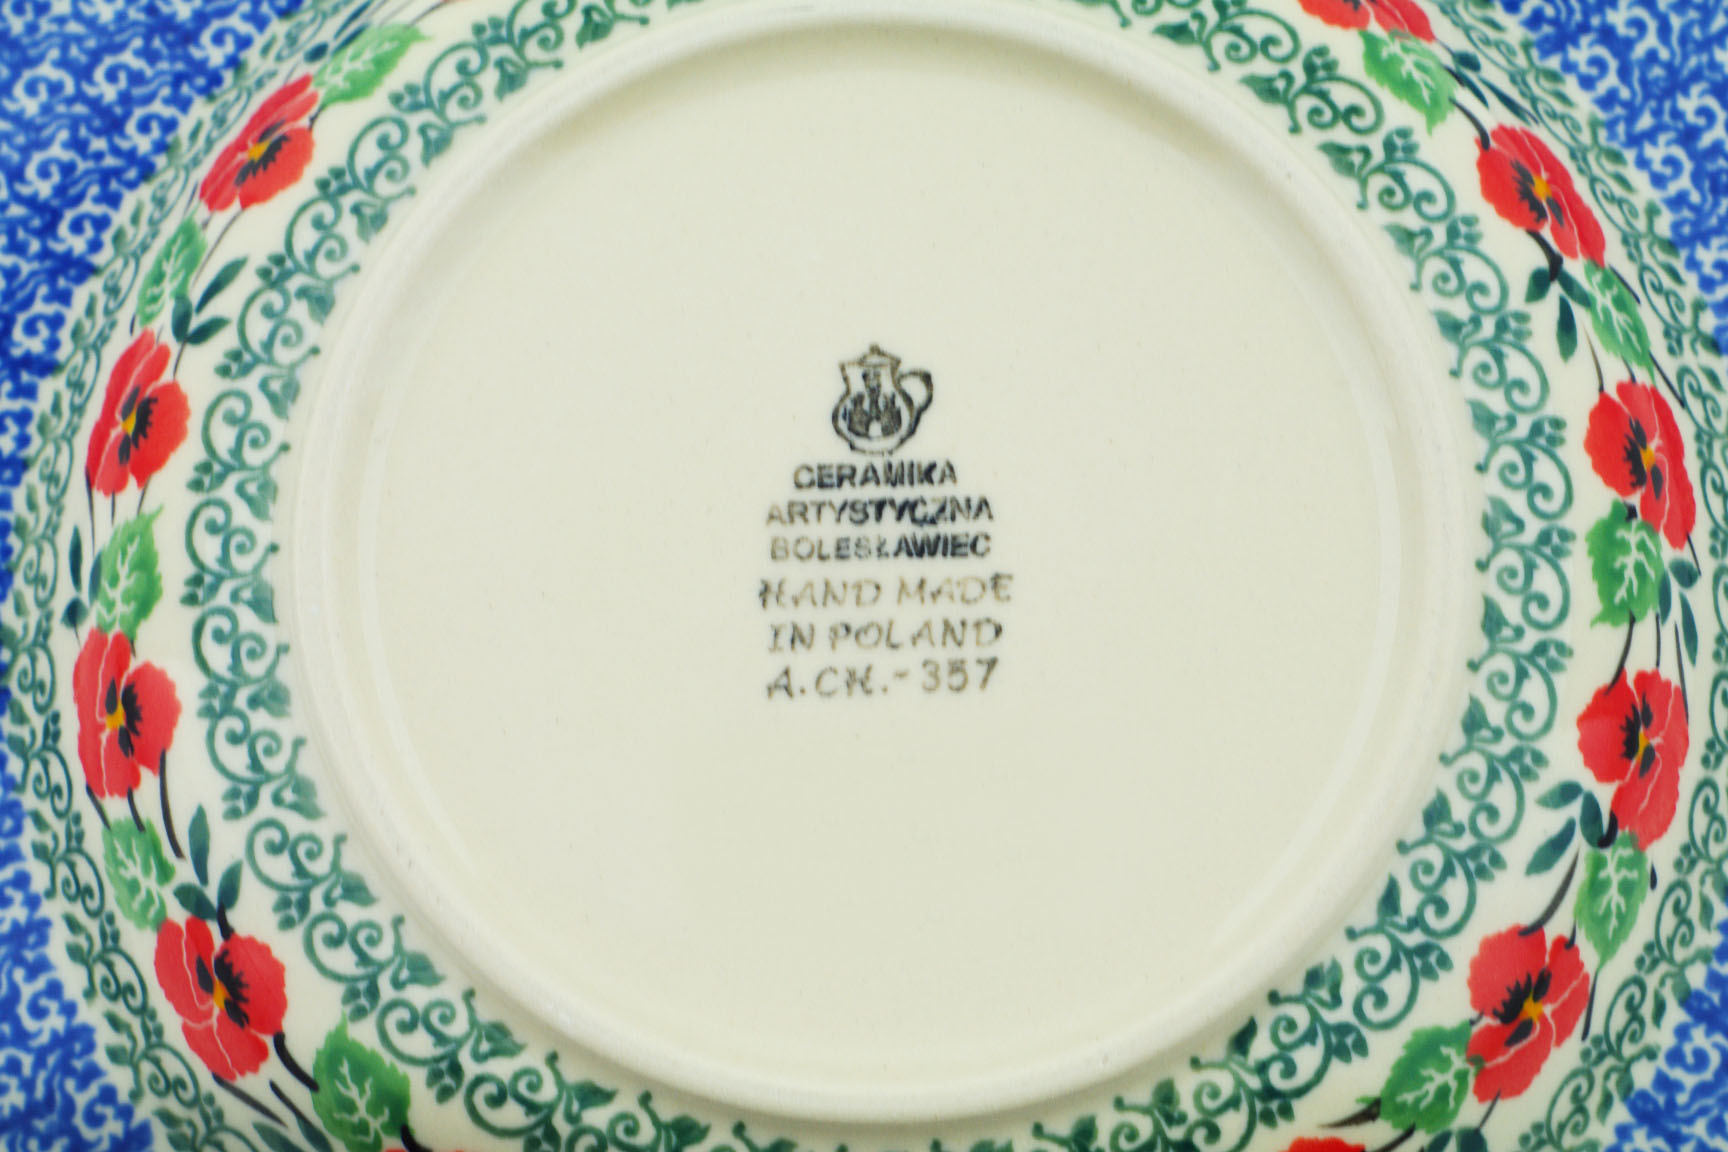 CERAMIKA
ARTYSTYCZNA
BOLESŁAWIEC
HAND MADE
IN POLAND
A.CH.-357